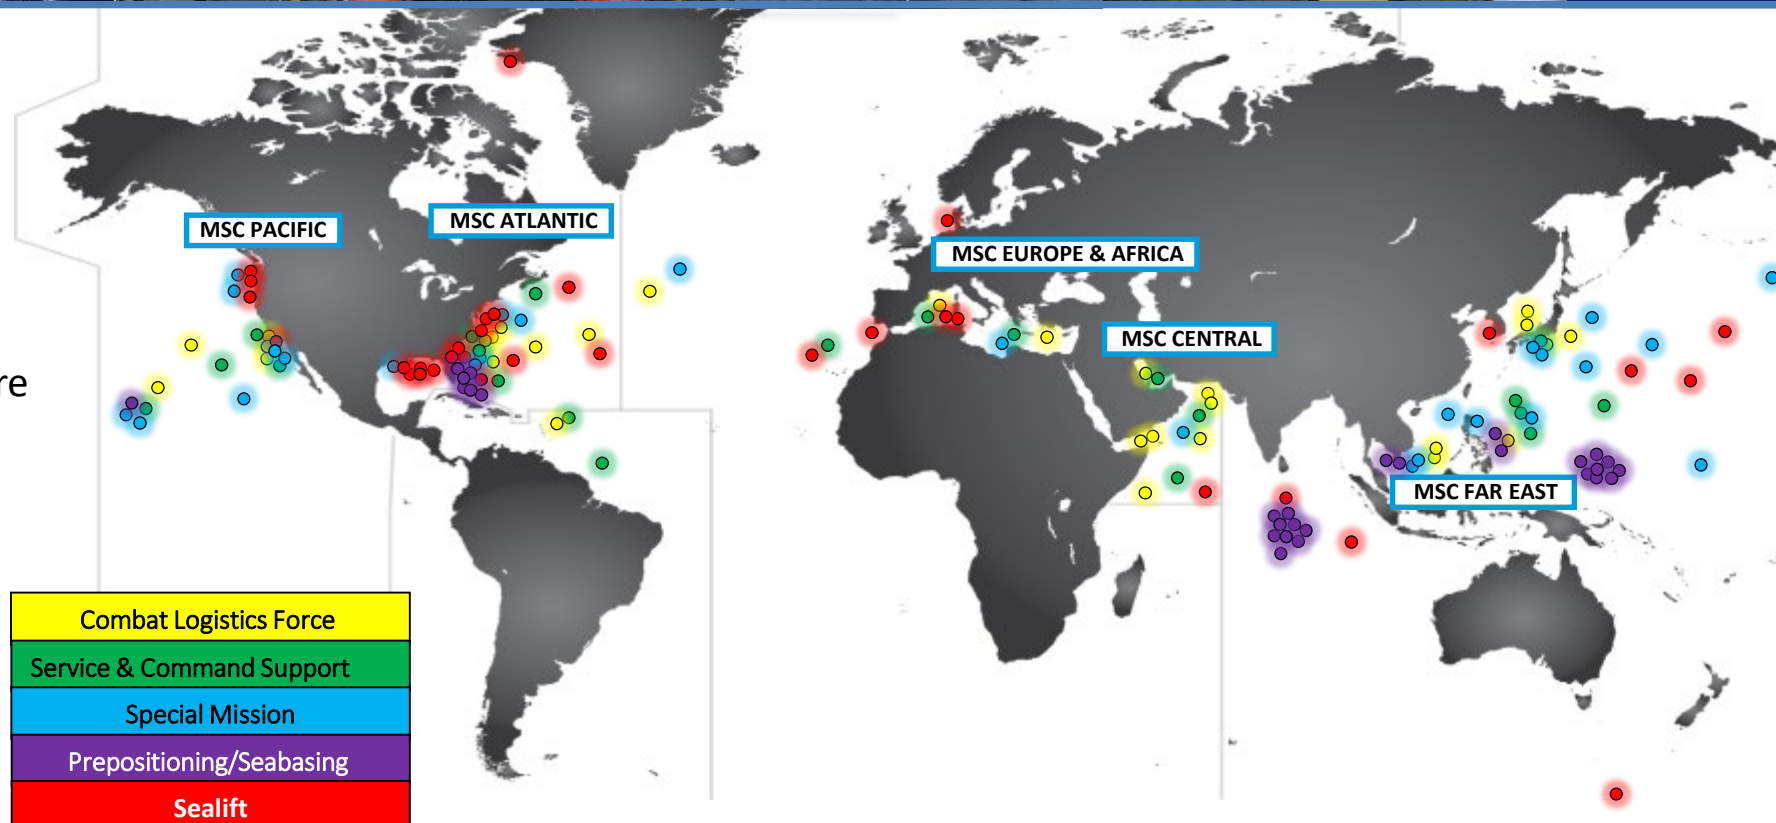 MSC PACIFIC
MSC ATLANTIC
MSC EUROPE & AFRICA
MSC CENTRAL
re
MSC FAR EAST
Combat Logistics Force
Service & Command Support
Special Mission
Prepositioning/Seabasing
Sealift